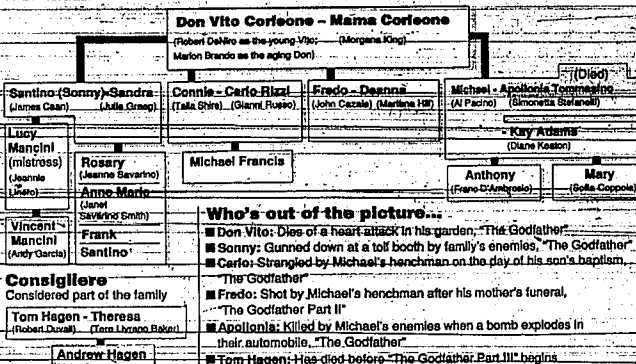 Don Vito Corleone – Mama Corleone
(Robert DeNiro as the young Vito; (Morgana King)
Marlon Brando as the aging Don)
Santino (Sonny)-Sandra
(James Caan) (Julie Greg)
Connie - Carlo Rizzi
(Talia Shire) (Gianni Russo)
Fredo - Deanna
(John Cazale) (Martiana Hill)
(Died)
Michael - Apollonia Tommasino
(Al Pacino) (Simonetta Stefanelli)
- Kay Adams
(Diane Keaton)
Lucy
Mancini
(mistress)
(Jeannie
Linero)
Vincent
Mancini
(Andy Garcia)
Rosary
(Jeanne Savarino)
Anne Marie
(Janet
Savarino Smith)
Frank
Santino
Michael Francis
Anthony
(Franc D'Ambrosio)
Mary
(Sofia Coppola)
Consigliere
Considered part of the family
Tom Hagen - Theresa
(Robert Duvall) (Tere Livrano Baker)
Andrew Hagen
Who's out of the picture...
■ Don Vito: Dies of a heart attack in his garden, "The Godfather"
■ Sonny: Gunned down at a toll booth by family's enemies, "The Godfather"
■ Carlo: Strangled by Michael's henchman on the day of his son's baptism,
"The Godfather"
■ Fredo: Shot by Michael's henchman after his mother's funeral,
"The Godfather Part II"
■ Apollonia: Killed by Michael's enemies when a bomb explodes in
their automobile, "The Godfather"
■ Tom Hagen: Has died before "The Godfather Part III" begins